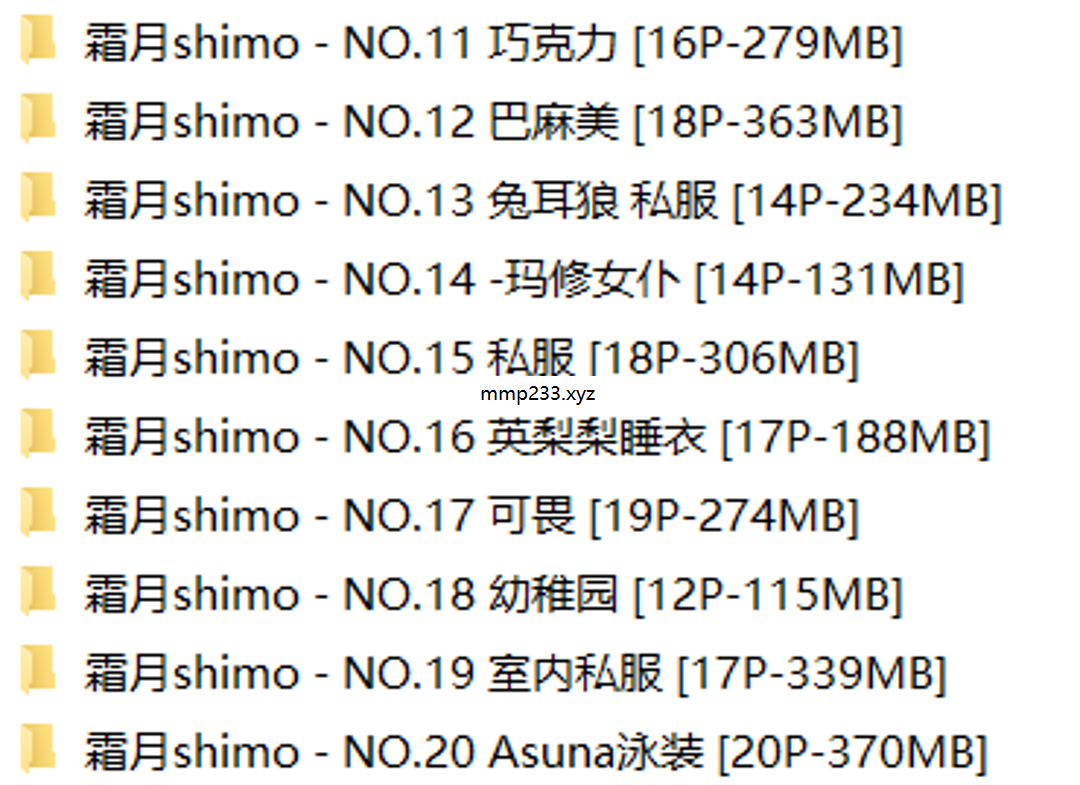 霜月shimo - NO.11 巧克力 [16P-279MB]
霜月shimo - NO.12 巴麻美 [18P-363MB]
霜月shimo - NO.13 兔耳狼 私服 [14P-234MB]
霜月shimo - NO.14 -玛修女仆 [14P-131MB]
霜月shimo - NO.15 私服 [18P-306MB]
mmp233.xyz
霜月shimo - NO.16 英梨梨睡衣 [17P-188MB]
霜月shimo - NO.17 可畏 [19P-274MB]
霜月shimo - NO.18 幼稚园 [12P-115MB]
霜月shimo - NO.19 室内私服 [17P-339MB]
霜月shimo - NO.20 Asuna泳装 [20P-370MB]